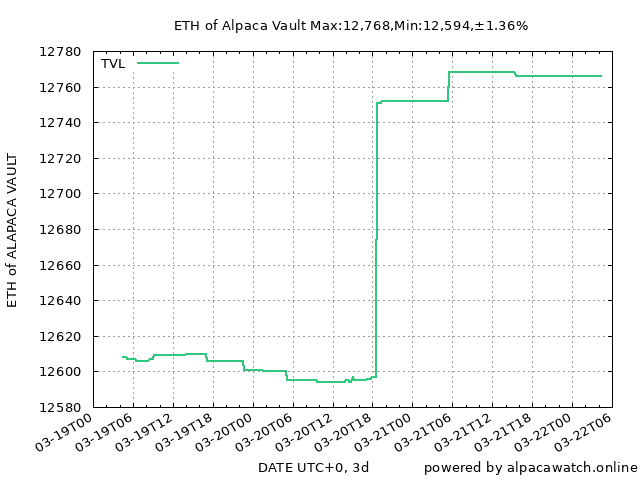 ETH of Alpaca Vault Max:12,768,Min:12,594,±1.36%
TVL
12780
12760
12740
12720
12700
12680
12660
12640
12620
12600
12580
ETH of ALAPACA VAULT
03-19T00
03-19T06
03-19T12
03-19T18
03-20T00
03-20T06
03-20T12
03-20T18
03-21T00
03-21T06
03-21T12
03-21T18
03-22T00
03-22T06
DATE UTC+0, 3d
powered by alpacawatch.online